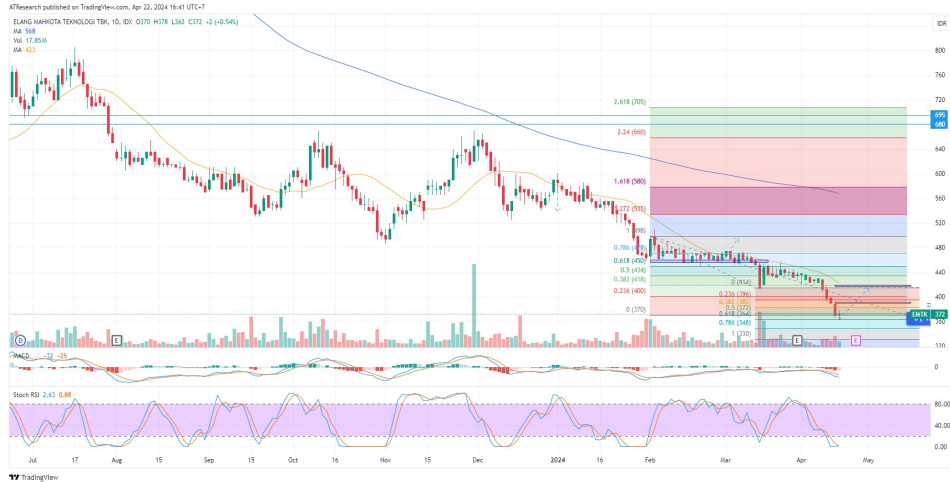 ATResearch published on TradingView.com, Apr 22, 2024 16:41 UTC+7
ELANG MAHKOTA TEKNOLOGI TBK, 1D, IDX O370 H378 L362 C372 +2 (+0.54%)
MA 568
Vol 17.85M
MA 423
IDR
800
760
720
695
680
640
600
560
520
480
440
400
EMTK 372
360
320
2.618 (705)
2.24 (660)
1.618 (580)
1.272 (535)
1 (498)
0.786 (470)
0.618 (450)
0.5 (434)
0.382 (418)
0.236 (400)
0 (370)
0.236 (396)
0.382 (382)
0.5 (372)
0.618 (364)
0.786 (348)
D
E
E
E
MACD -32 -25
0
Stoch RSI 2.63 0.88
80.00
40.00
0.00
Jul 17 Aug 15 Sep 15 Oct 16 Nov 15 Dec 2024 16 Feb Mar Apr May
TradingView